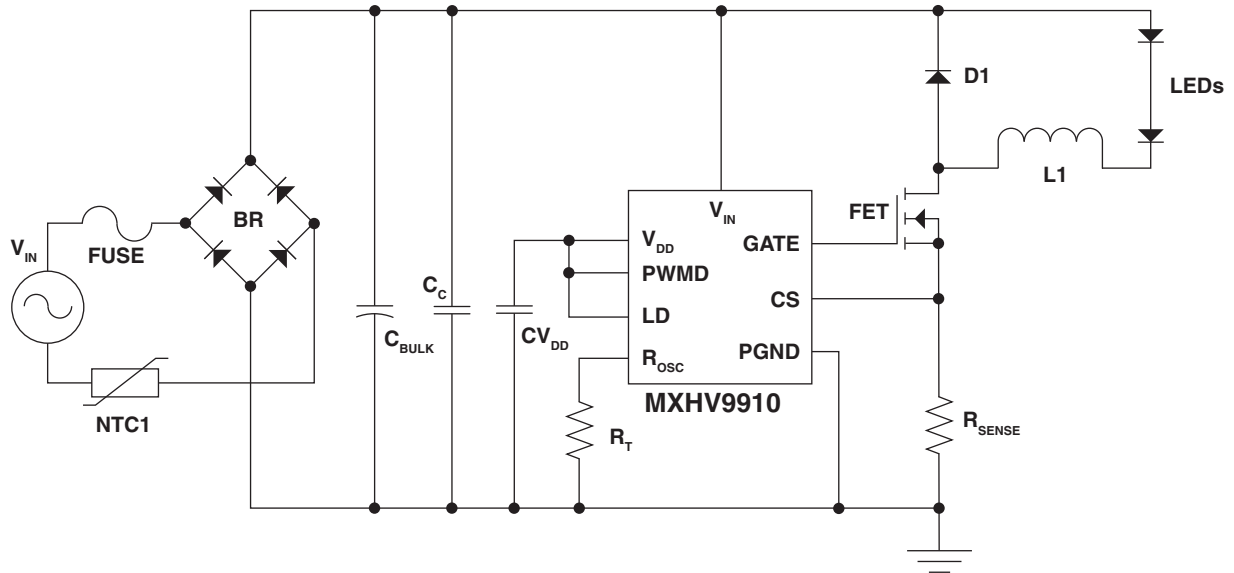 D1
LEDs
L1
V_IN
FUSE
BR
V_IN
FET
V_DD
GATE
PWMD
C_C
CS
LD
C_BULK
CV_DD
PGND
R_OSC
MXHV9910
NTC1
R_T
R_SENSE